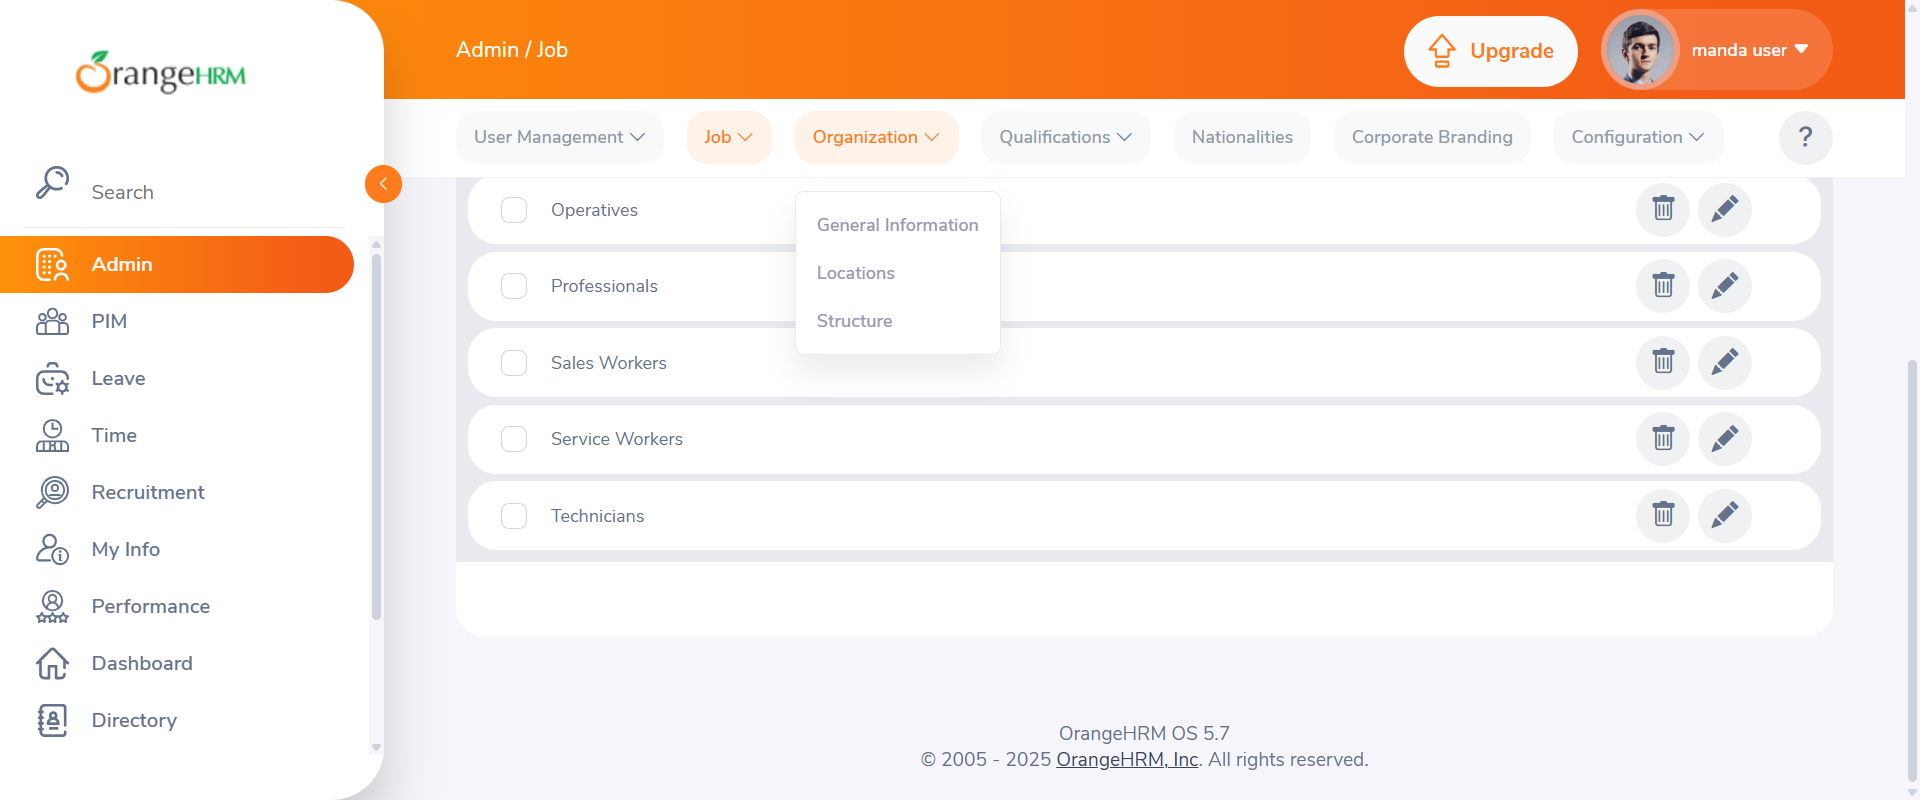 OrangeHRM
Admin / Job
Upgrade
manda user
User Management
Job
Organization
Qualifications
Nationalities
Corporate Branding
Configuration
?
Search
Admin
PIM
Leave
Time
Recruitment
My Info
Performance
Dashboard
Directory
General Information
Locations
Structure
Operatives
Professionals
Sales Workers
Service Workers
Technicians
OrangeHRM OS 5.7
© 2005 - 2025 OrangeHRM, Inc. All rights reserved.